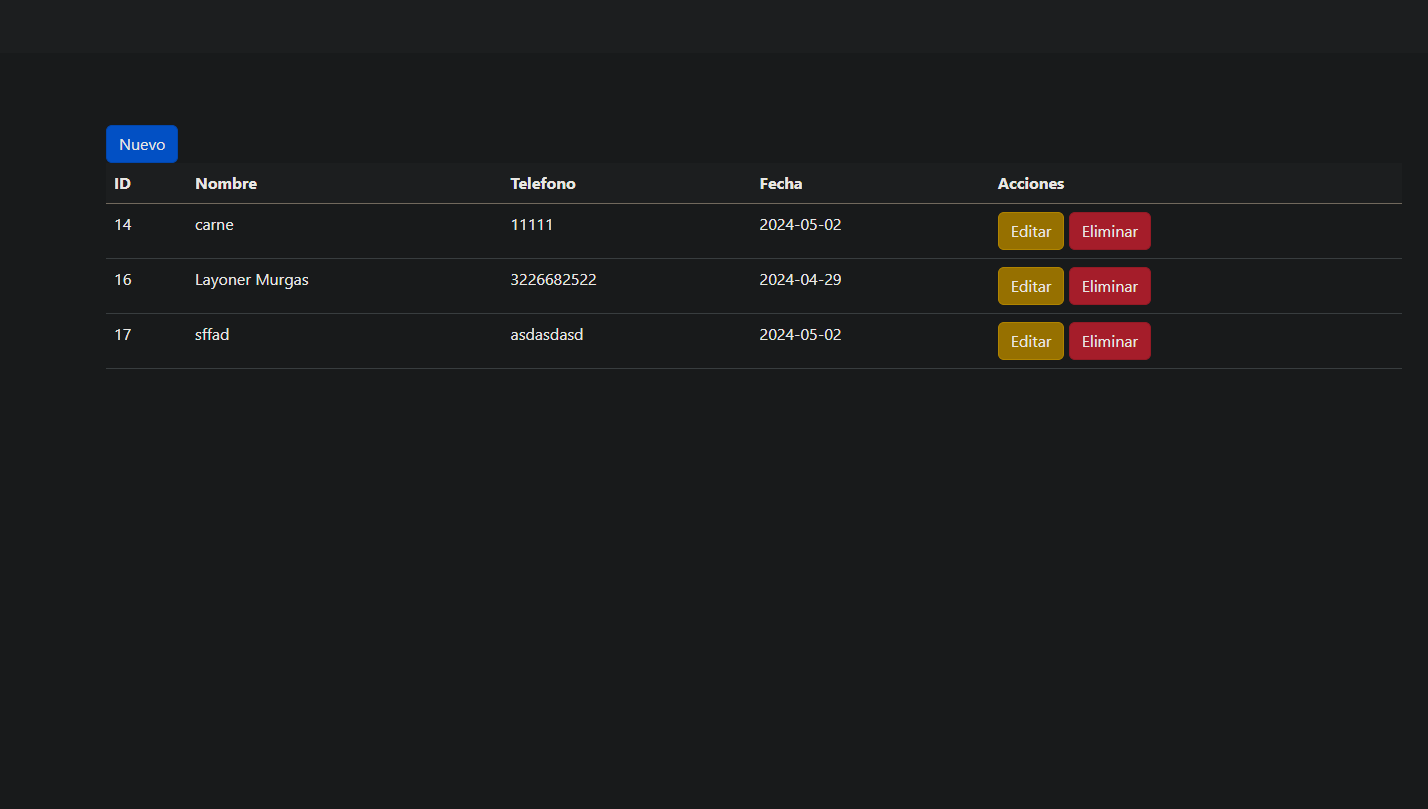 Nuevo
ID Nombre Telefono Fecha Acciones
14 carne 11111 2024-05-02 Editar Eliminar
16 Layoner Murgas 3226682522 2024-04-29 Editar Eliminar
17 sffad asdasdasd 2024-05-02 Editar Eliminar